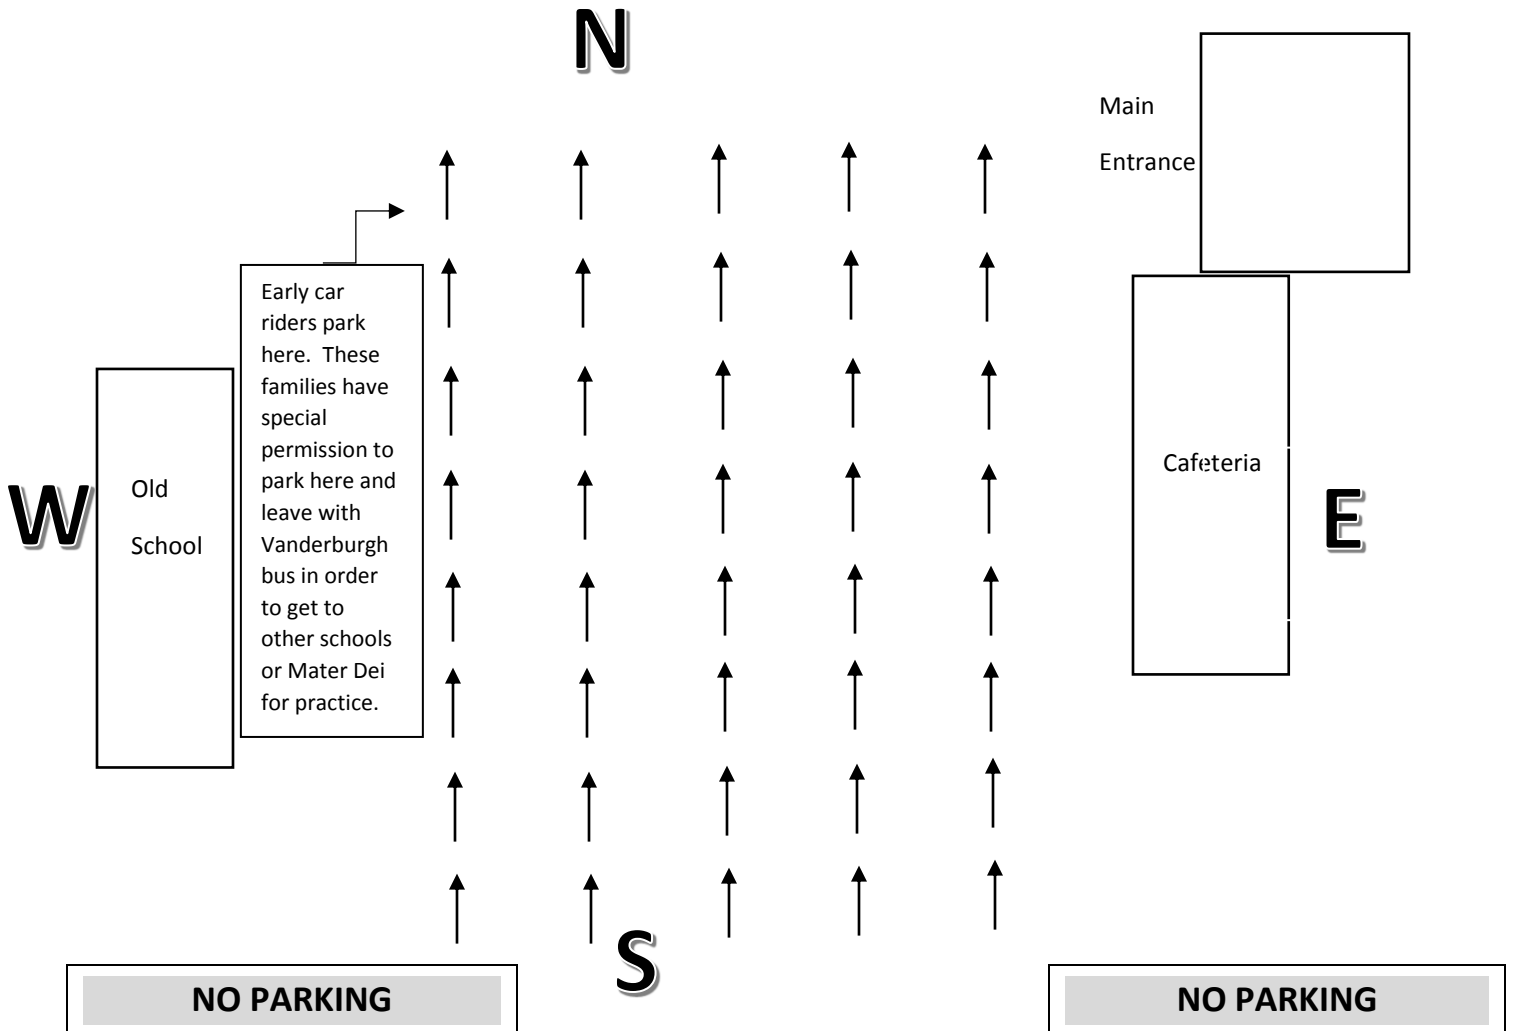 N
Main
Entrance
Early car
riders park
here.  These
families have
special
permission to
park here and
leave with
Vanderburgh
bus in order
to get to
other schools
or Mater Dei
for practice.
W
Old
School
Cafeteria
E
S
NO PARKING
NO PARKING